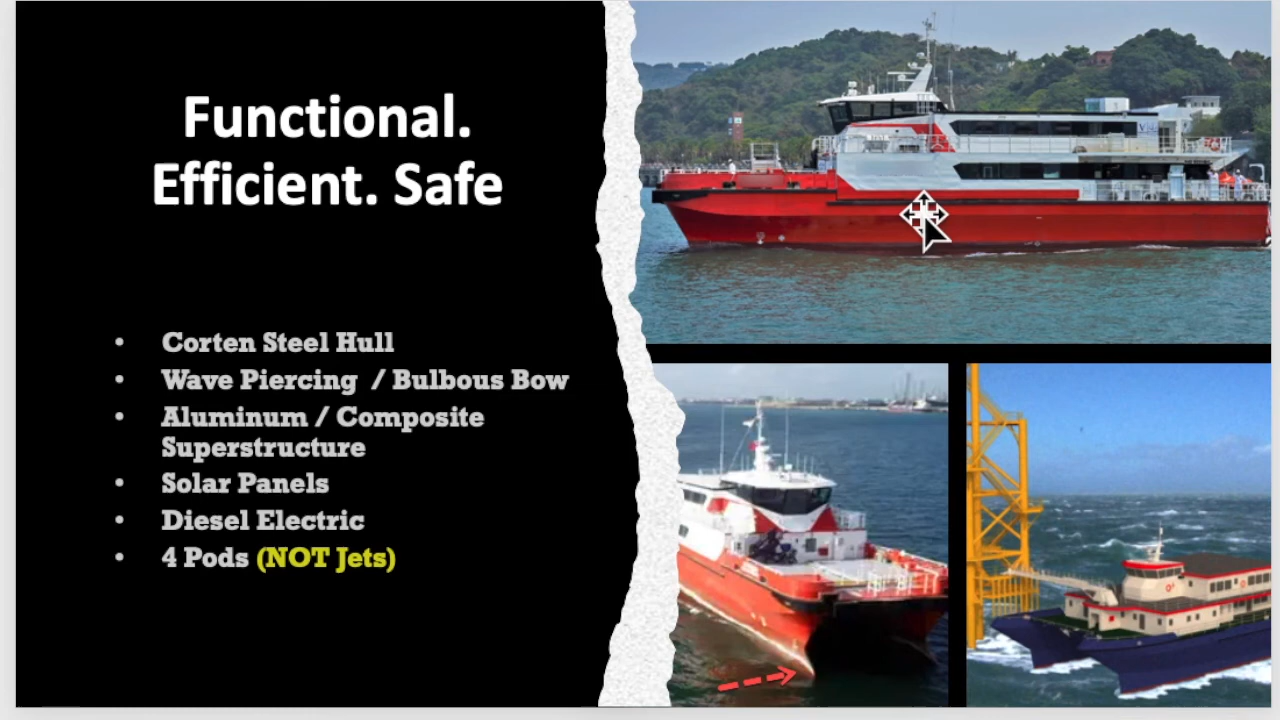 Functional.
Efficient. Safe
• Corten Steel Hull
• Wave Piercing  / Bulbous Bow
• Aluminum / Composite
Superstructure
• Solar Panels
• Diesel Electric
• 4 Pods (NOT Jets)